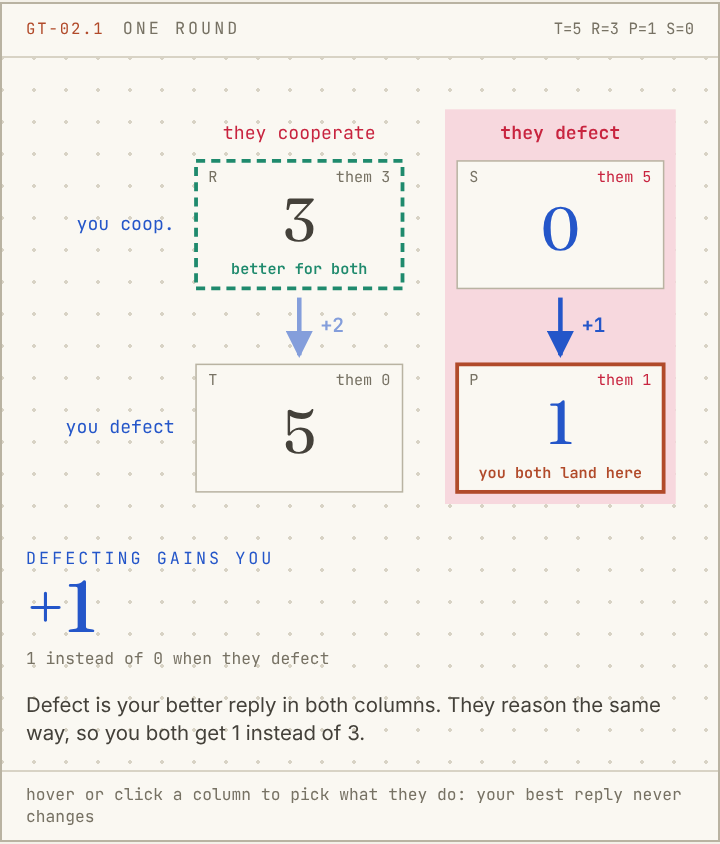 GT-02.1 ONE ROUND T=5 R=3 P=1 S=0
they cooperate they defect
R them 3 S them 5
you coop. 3 0
better for both
+2 +1
T them 0 P them 1
you defect 5 1
you both land here
DEFECTING GAINS YOU
+1
1 instead of 0 when they defect
Defect is your better reply in both columns. They reason the same
way, so you both get 1 instead of 3.
hover or click a column to pick what they do: your best reply never
changes